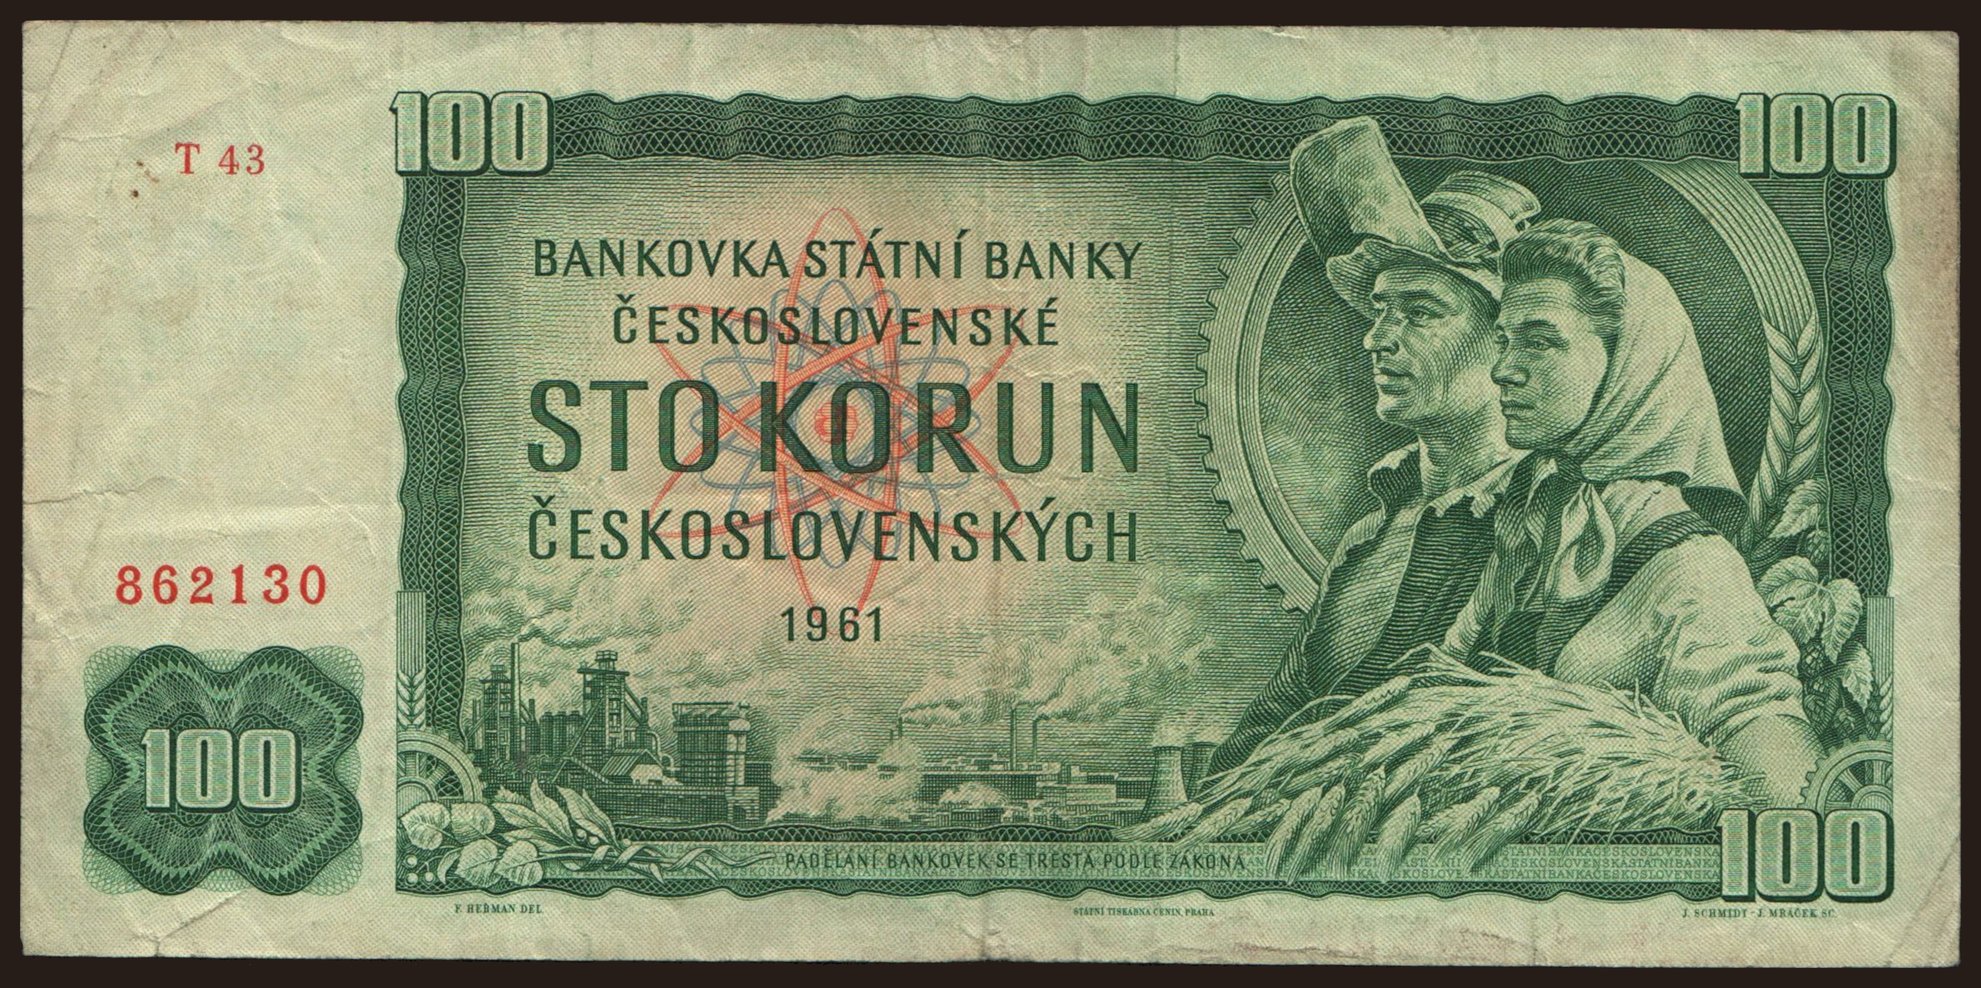 100
100
T 43
BANKOVKA STÁTNÍ BANKY
ČESKOSLOVENSKÉ
STO KORUN
ČESKOSLOVENSKÝCH
862130
1961
100
PADĚLÁNÍ BANKOVEK SE TRESTÁ PODLE ZÁKONA
100
F. HEŘMAN DEL.
STÁTNÍ TISKÁRNA CENIN, PRAHA
J. SCHMIDT - J. MRÁČEK SC.